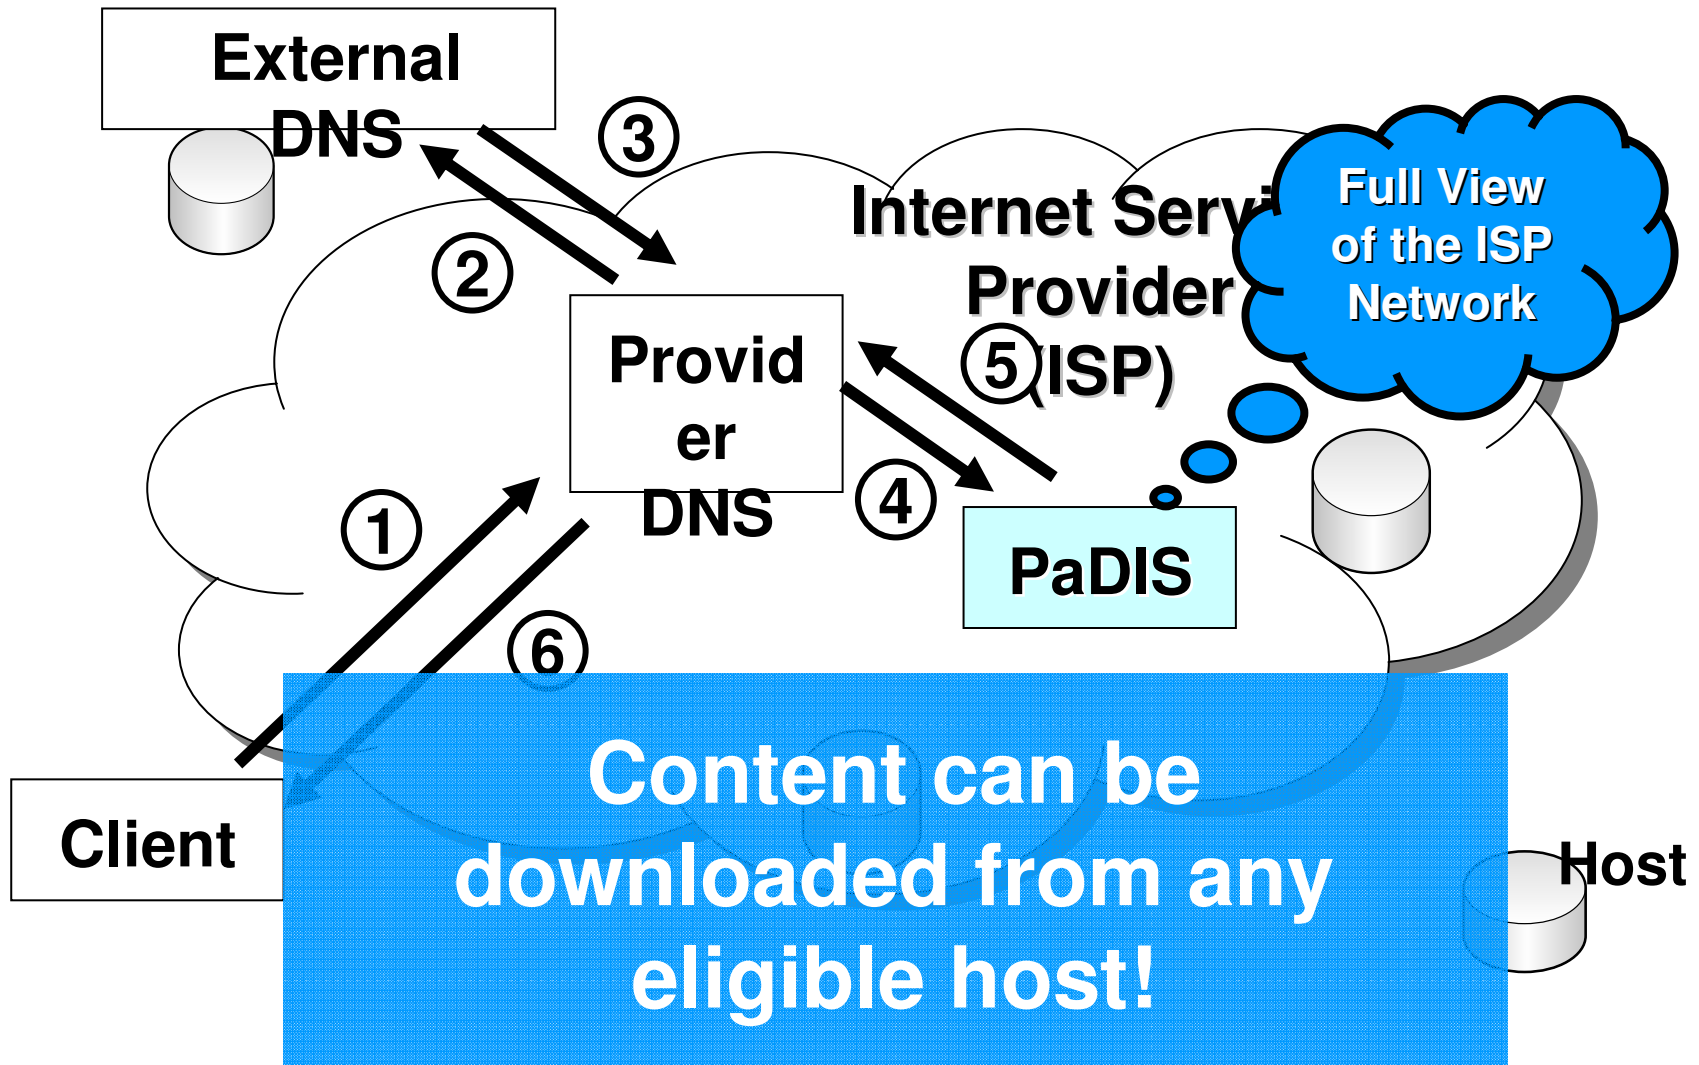 External
DNS
③
②
Internet Servi
Provider
(ISP)
Full View
of the ISP
Network
Provid
er
DNS
⑤
④
①
PaDIS
⑥
Client
Content can be
downloaded from any
eligible host!
Host